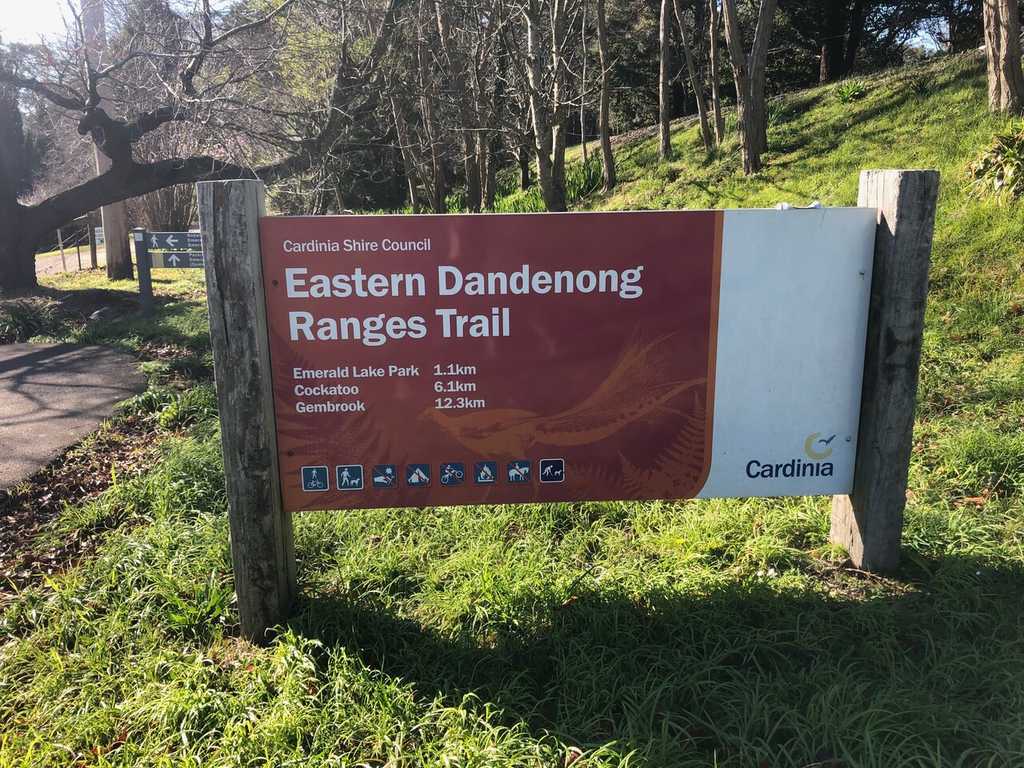 Cardinia Shire Council
Eastern Dandenong
Ranges Trail
Emerald Lake Park 1.1km
Cockatoo 6.1km
Gembrook 12.3km
Cardinia